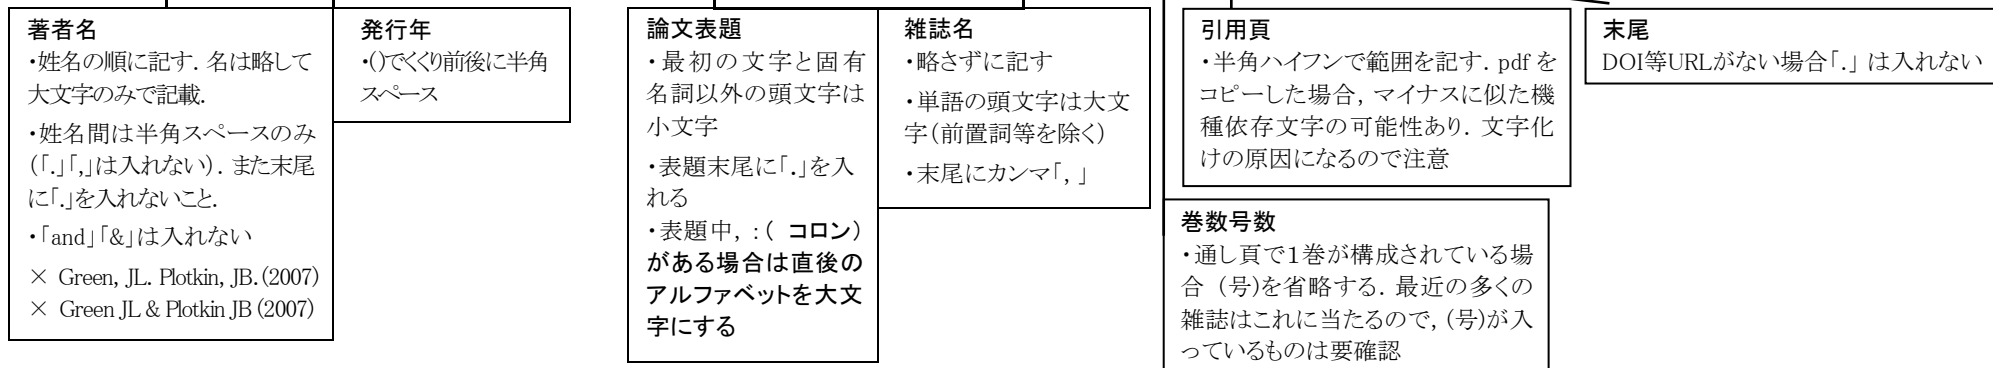 著者名
・姓名の順に記す. 名は略して
大文字のみで記載.
・姓名間は半角スペースのみ
(「.」「,」は入れない). また末尾
に「.」を入れないこと.
・「and」「&」は入れない
× Green, JL. Plotkin, JB. (2007)
× Green JL & Plotkin JB (2007)
発行年
・()でくくり前後に半角
スペース
論文表題
・最初の文字と固有
名詞以外の頭文字は
小文字
・表題末尾に「.」を入
れる
・表題中, : ( コロン)
がある場合は直後の
アルファベットを大文
字にする
雑誌名
・略さずに記す
・単語の頭文字は大文
字(前置詞等を除く)
・末尾にカンマ「, 」
引用頁
・半角ハイフンで範囲を記す. pdf を
コピーした場合, マイナスに似た機
種依存文字の可能性あり. 文字化
けの原因になるので注意
巻数号数
・通し頁で1巻が構成されている場
合 (号)を省略する. 最近の多くの
雑誌はこれに当たるので, (号)が入
っているものは要確認
末尾
DOI等URLがない場合「.」は入れない